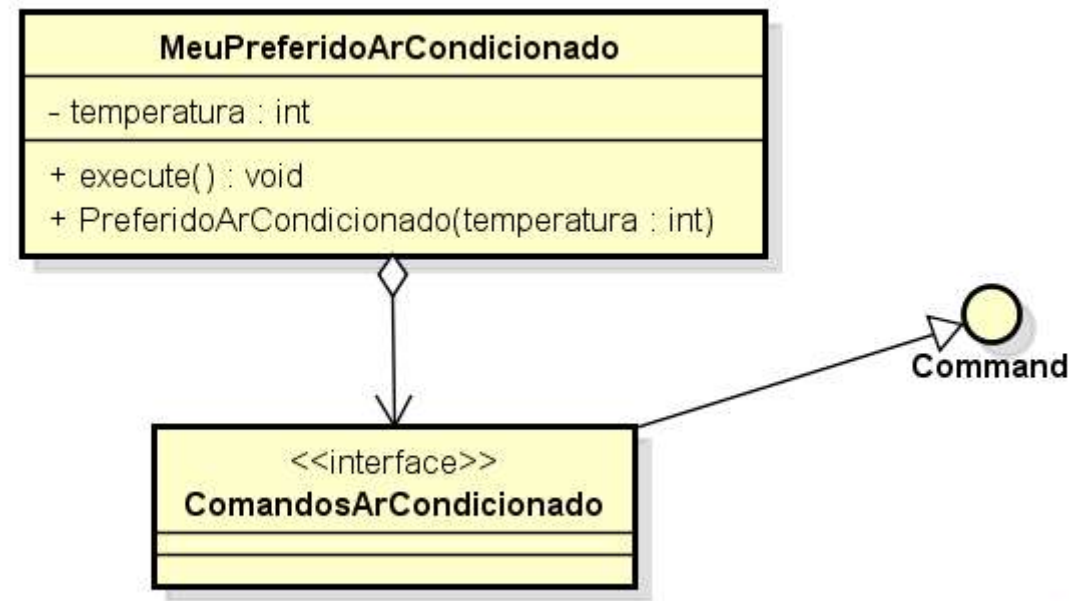 MeuPreferidoArCondicionado
- temperatura : int
+ execute() : void
+ PreferidoArCondicionado(temperatura : int)
Command
<<interface>>
ComandosArCondicionado